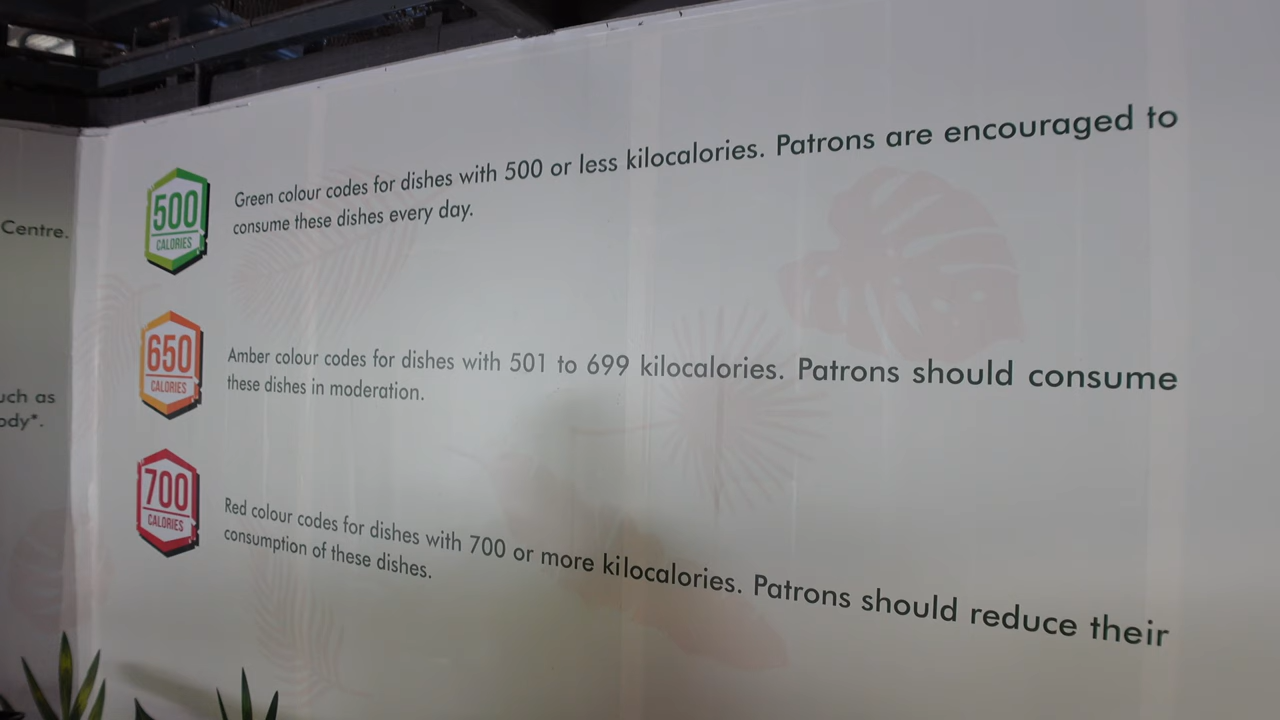 Centre.
as
500
CALORIES
Green colour codes for dishes with 500 or less kilocalories. Patrons are encouraged to
consume these dishes every day.
650
CALORIES
Amber colour codes for dishes with 501 to 699 kilocalories. Patrons should consume
these dishes in moderation.
700
CALORIES
Red colour codes for dishes with 700 or more kilocalories. Patrons should reduce their
consumption of these dishes.